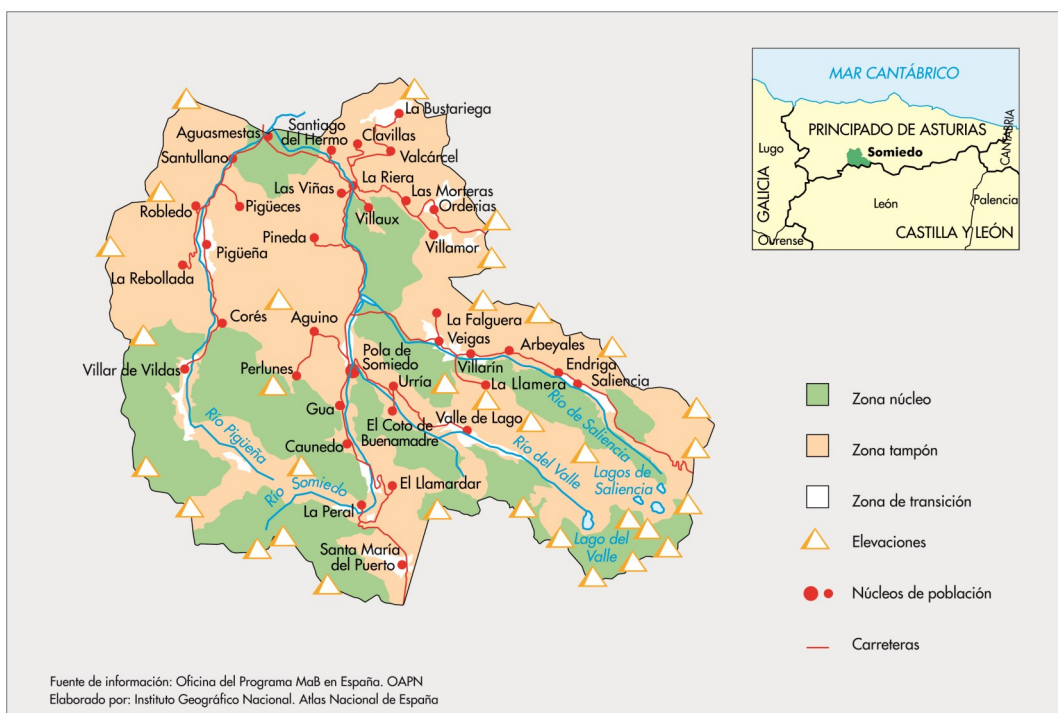 La Bustariega
Santiago
del Hermo
Clavillas
Aguasmestas
Valcárcel
Santullano
La Riera
Las Viñas
Las Morteras
Orderias
Robledo
Pigüeces
Villaux
Pineda
Villamor
Pigüeña
La Rebollada
Corés
Aguino
La Falguera
Veigas
Arbeyales
Pola de
Somiedo
Villarín
Endriga
Villar de Vildas
Perlunes
Urría
La Llamera
Saliencia
Gua
El Coto de
Buenamadre
Valle de Lago
Río de Saliencia
Río Pigüeña
Caunedo
Río del Valle
Lagos de
Saliencia
Río Somiedo
El Llamardar
La Peral
Lago del
Valle
Santa María
del Puerto
MAR CANTÁBRICO
PRINCIPADO DE ASTURIAS
CANTABRIA
Lugo
Somiedo
GALICIA
León
Palencia
Ourense
CASTILLA Y LEÓN
Zona núcleo
Zona tampón
Zona de transición
Elevaciones
Núcleos de población
Carreteras
Fuente de información: Oficina del Programa MaB en España. OAPN
Elaborado por: Instituto Geográfico Nacional. Atlas Nacional de España